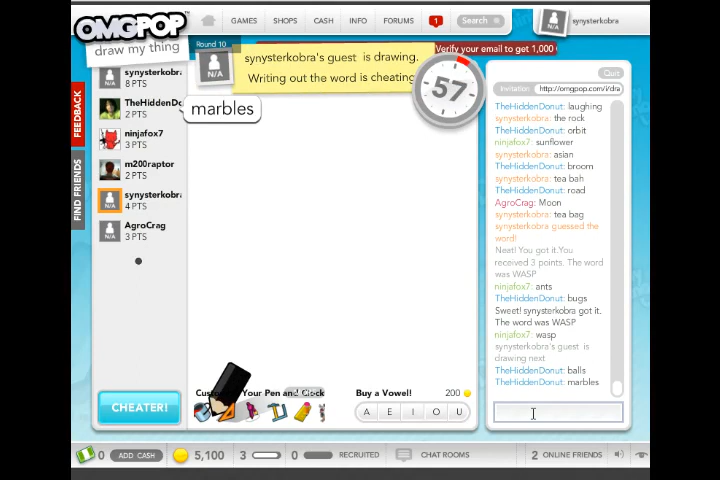 OMGPOP
draw my thing
GAMES SHOPS CASH INFO FORUMS 1 Search N/A synysterkobra
Round 10
Verify your email to get 1,000
synysterkobra's guest is drawing.
Writing out the word is cheating
57
N/A
FEEDBACK
FIND FRIENDS
N/A synysterkobra
8 PTS
TheHiddenDo
2 PTS
marbles
ninjafox7
3 PTS
m200raptor
2 PTS
N/A synysterkobra
4 PTS
N/A AgroCrag
3 PTS
CHEATER!
Your Pen and Clock
Buy a Vowel! 200
A E I O U
Quit
Invitation http://omgpop.com/i/dra
TheHiddenDonut: laughing
synysterkobra: the rock
TheHiddenDonut: orbit
ninjafox7: sunflower
synysterkobra: asian
TheHiddenDonut: broom
synysterkobra: tea bah
TheHiddenDonut: road
AgroCrag: Moon
synysterkobra: tea bag
synysterkobra guessed the
word!
Neat! You got it.You
received 3 points. The word
was WASP
ninjafox7: ants
TheHiddenDonut: bugs
Sweet! synysterkobra got it.
The word was WASP
ninjafox7: wasp
synysterkobra's guest is
drawing next
TheHiddenDonut: balls
TheHiddenDonut: marbles
0 ADD CASH 5,100 3 0 RECRUITED CHAT ROOMS 2 ONLINE FRIENDS